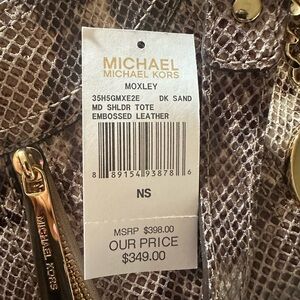 MICHAEL
MICHAEL KORS
MOXLEY
35H5GMXE2E DK SAND
MD SHLDR TOTE
EMBOSSED LEATHER
8 89154 93878 6
NS
MSRP $398.00
OUR PRICE
$349.00
MICHAEL KORS